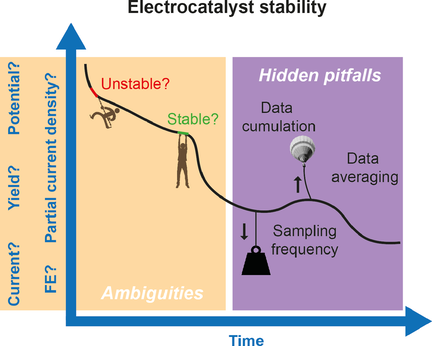 Electrocatalyst stability
Potential?
Yield?
Current?
Partial current density?
FE?
Unstable?
Stable?
Ambiguities
Hidden pitfalls
Data
cumulation
Data
averaging
Sampling
frequency
Time